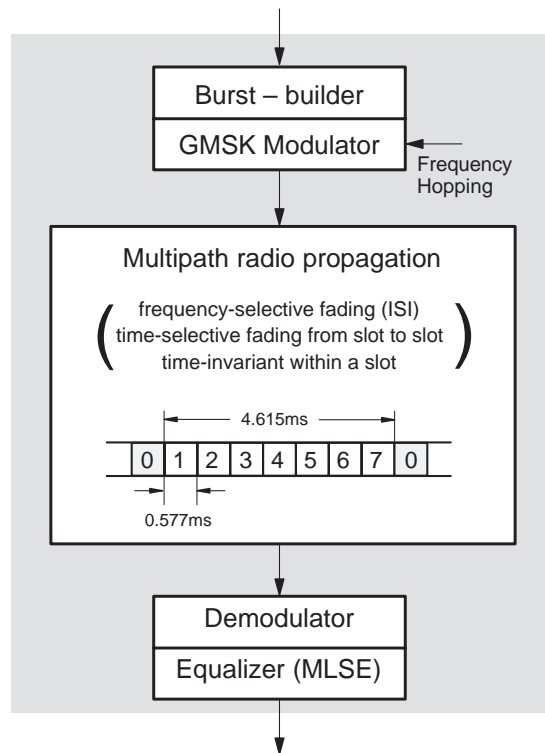 Burst – builder
GMSK Modulator
Frequency
Hopping
Multipath radio propagation
( frequency-selective fading (ISI)
time-selective fading from slot to slot
time-invariant within a slot )
4.615ms
0 1 2 3 4 5 6 7 0
0.577ms
Demodulator
Equalizer (MLSE)